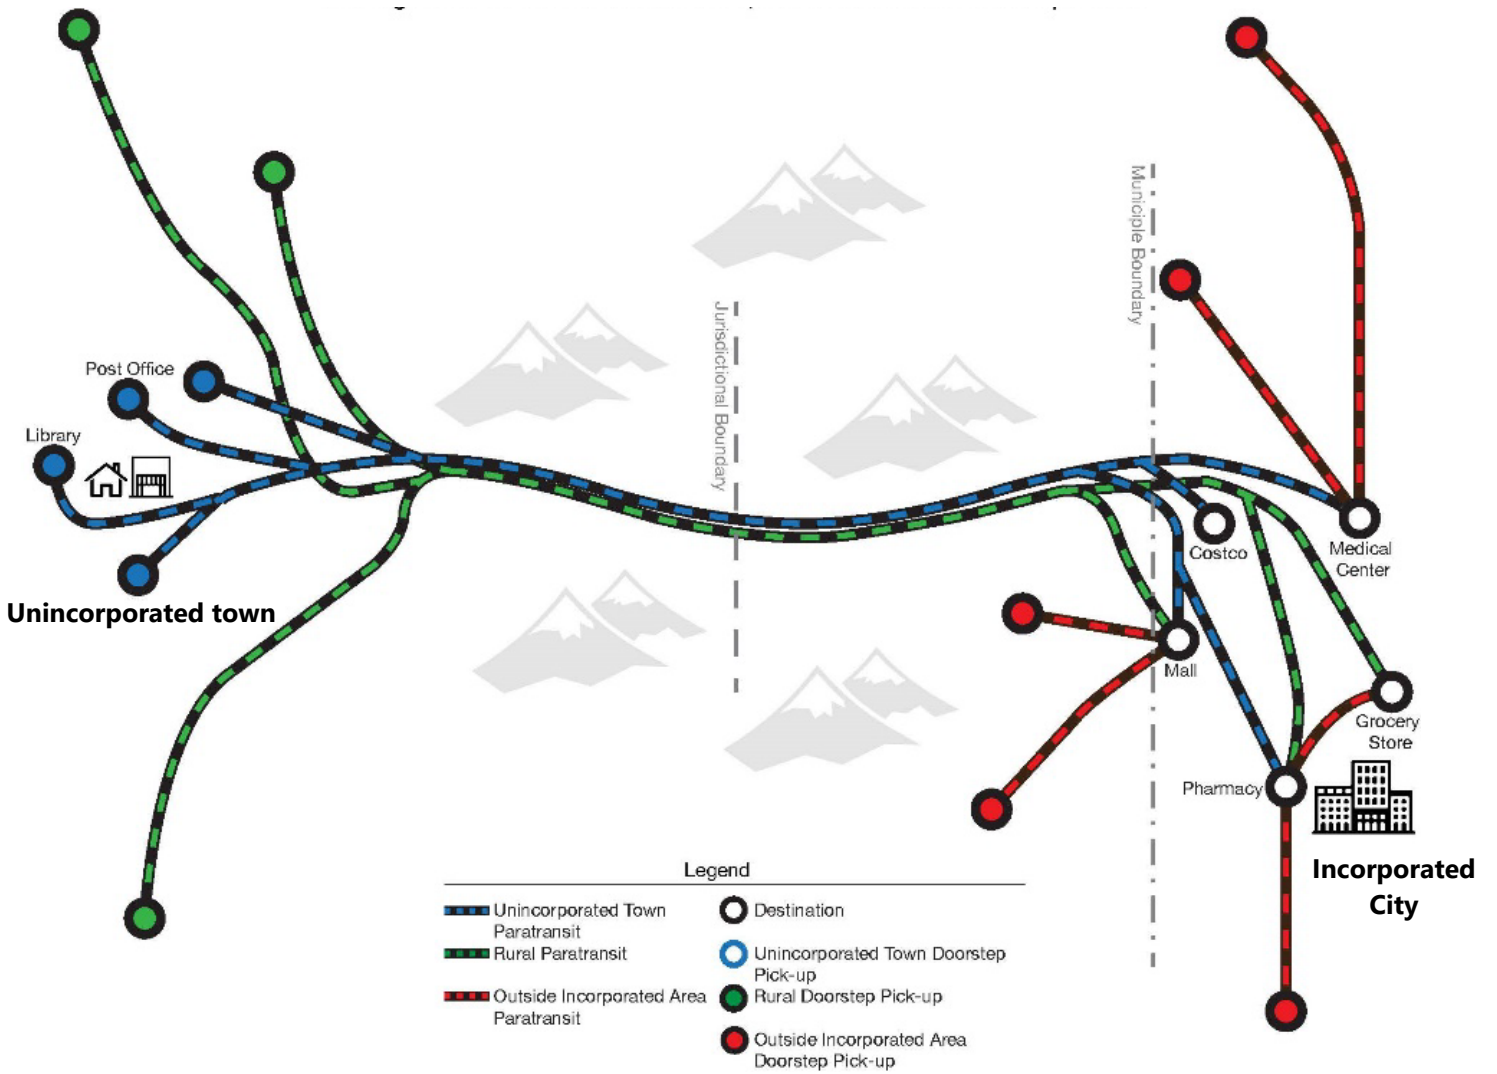 Municiple Boundary
Jurisdictional Boundary
Post Office
Library
Unincorporated town
Costco
Medical
Center
Mall
Grocery
Store
Pharmacy
Incorporated
City
Legend
Unincorporated Town
Paratransit
Rural Paratransit
Outside Incorporated Area
Paratransit
Destination
Unincorporated Town Doorstep
Pick-up
Rural Doorstep Pick-up
Outside Incorporated Area
Doorstep Pick-up